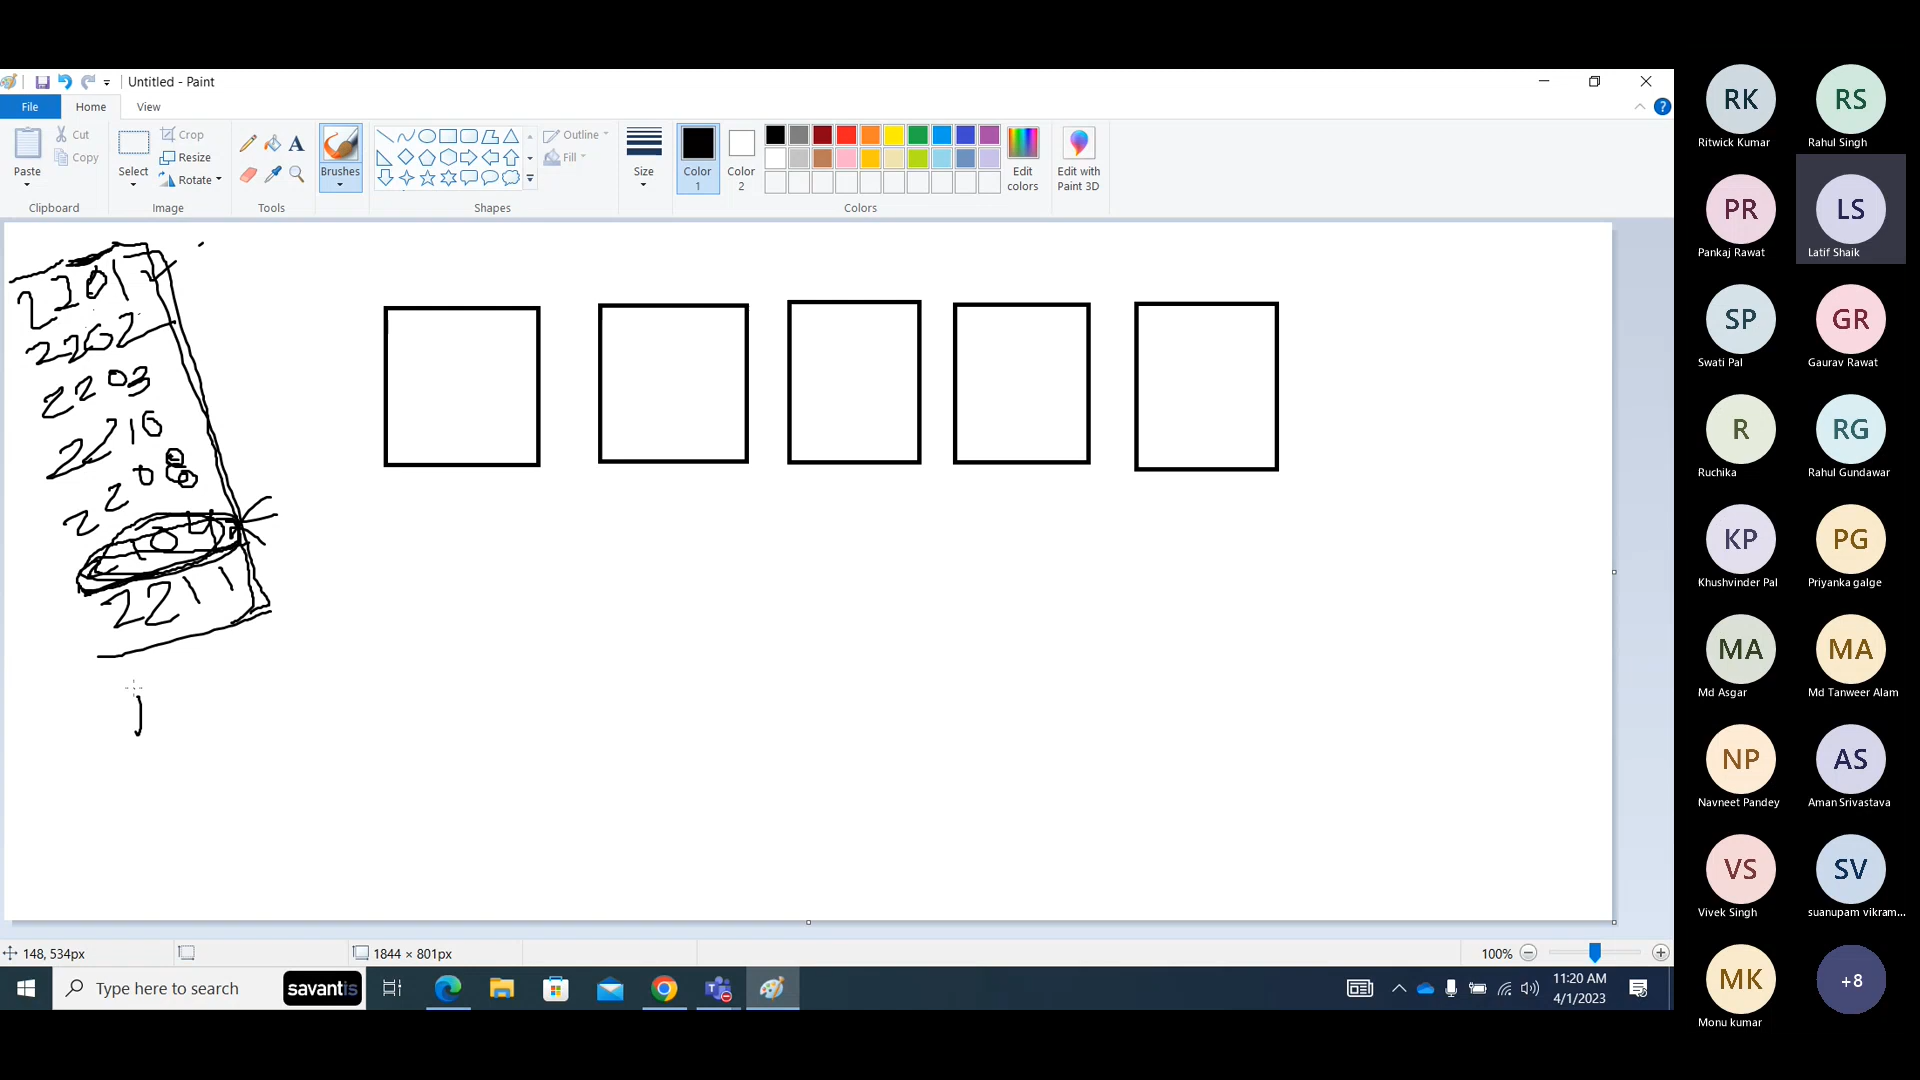 Untitled - Paint
File Home View
Paste Cut Copy
Clipboard
Select Crop Resize Rotate
Image
A
Tools
Brushes
Outline Fill
Shapes
Size
Color 1
Color 2
Edit colors
Colors
Edit with Paint 3D
?
2201
2202
2203
2210
2208
2211
148, 534px
1844 × 801px
100%
Type here to search
savantis
11:20 AM
4/1/2023
RK RS
Ritwick Kumar Rahul Singh
PR LS
Pankaj Rawat Latif Shaik
SP GR
Swati Pal Gaurav Rawat
R RG
Ruchika Rahul Gundawar
KP PG
Khushvinder Pal Priyanka galge
MA MA
Md Asgar Md Tanweer Alam
NP AS
Navneet Pandey Aman Srivastava
VS SV
Vivek Singh suanupam vikram...
MK +8
Monu kumar